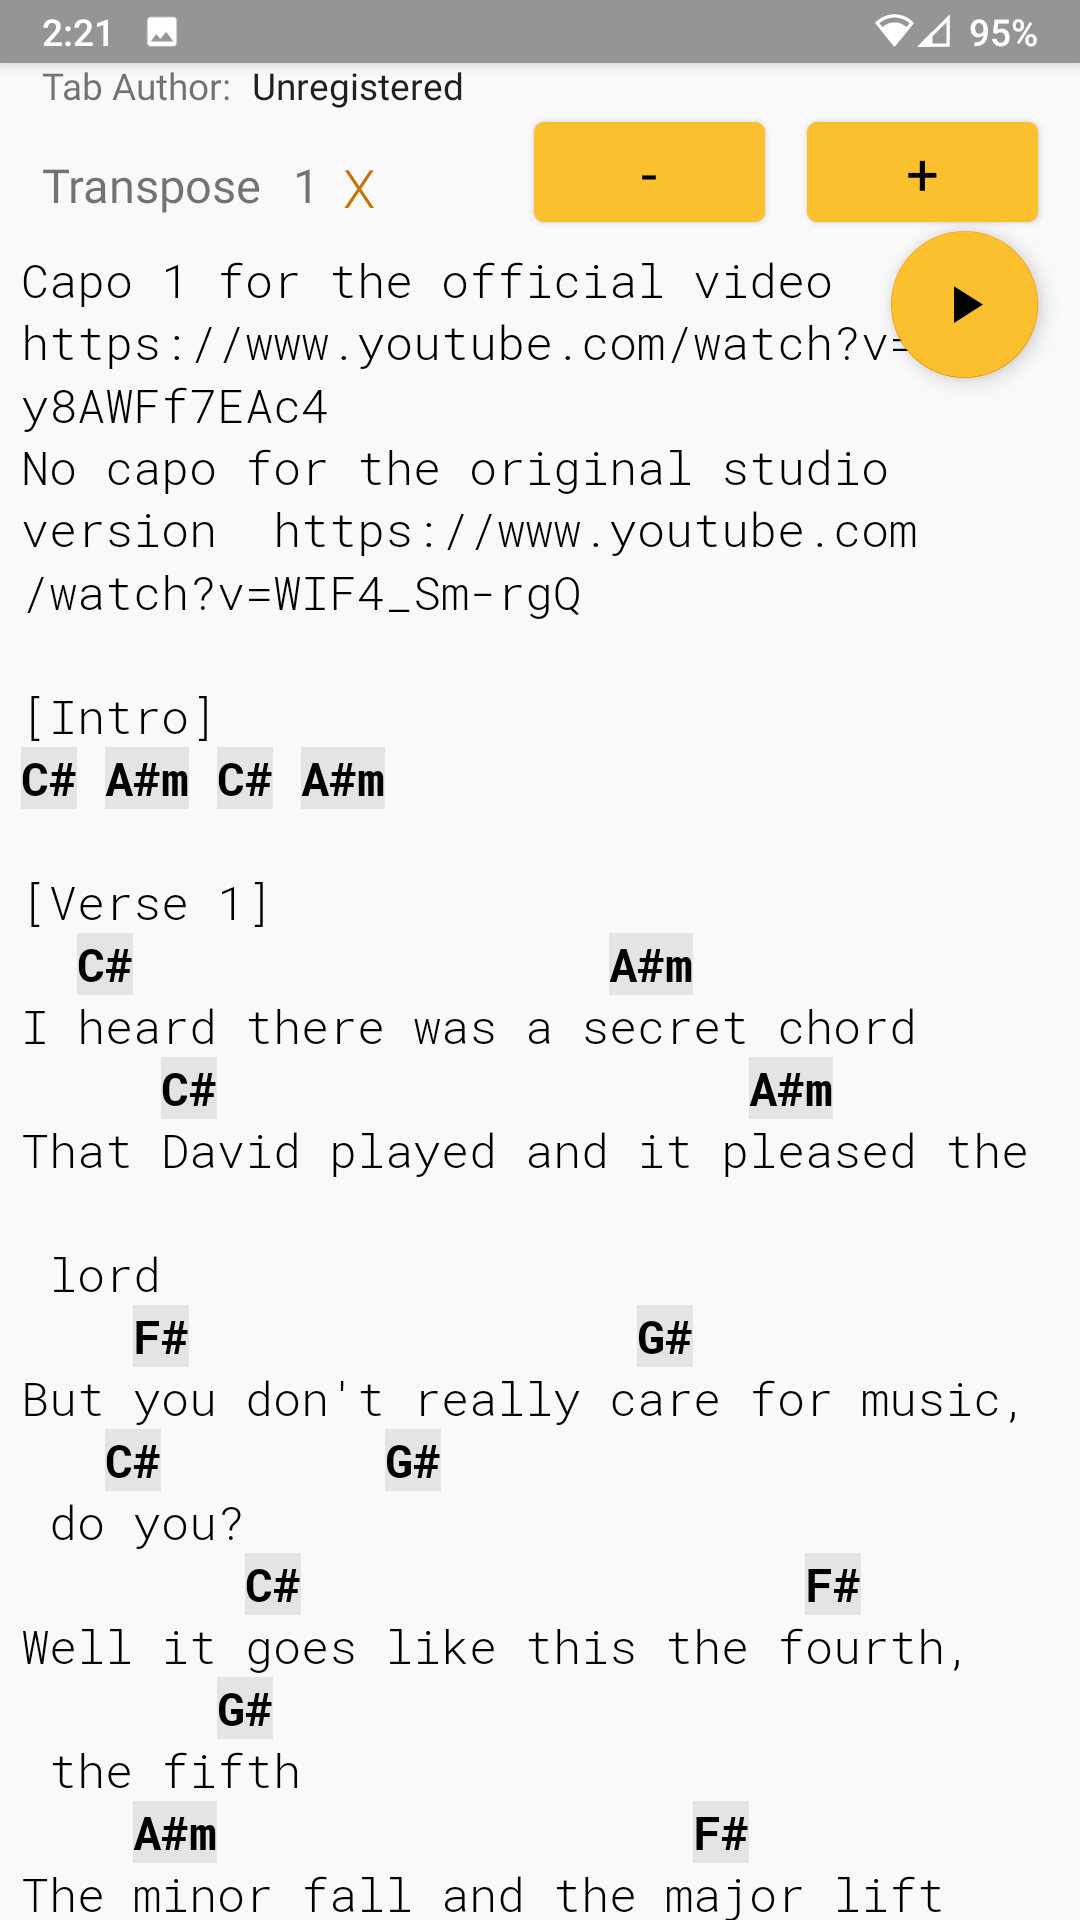 2:21 95%
Tab Author: Unregistered
Transpose 1 X - +
Capo 1 for the official video
https://www.youtube.com/watch?v=
y8AWFf7EAc4
No capo for the original studio
version  https://www.youtube.com
/watch?v=WIF4_Sm-rgQ
[Intro]
C# A#m C# A#m
[Verse 1]
C# A#m
I heard there was a secret chord
C# A#m
That David played and it pleased the
lord
F# G#
But you don't really care for music,
C# G#
do you?
C# F#
Well it goes like this the fourth,
G#
the fifth
A#m F#
The minor fall and the major lift